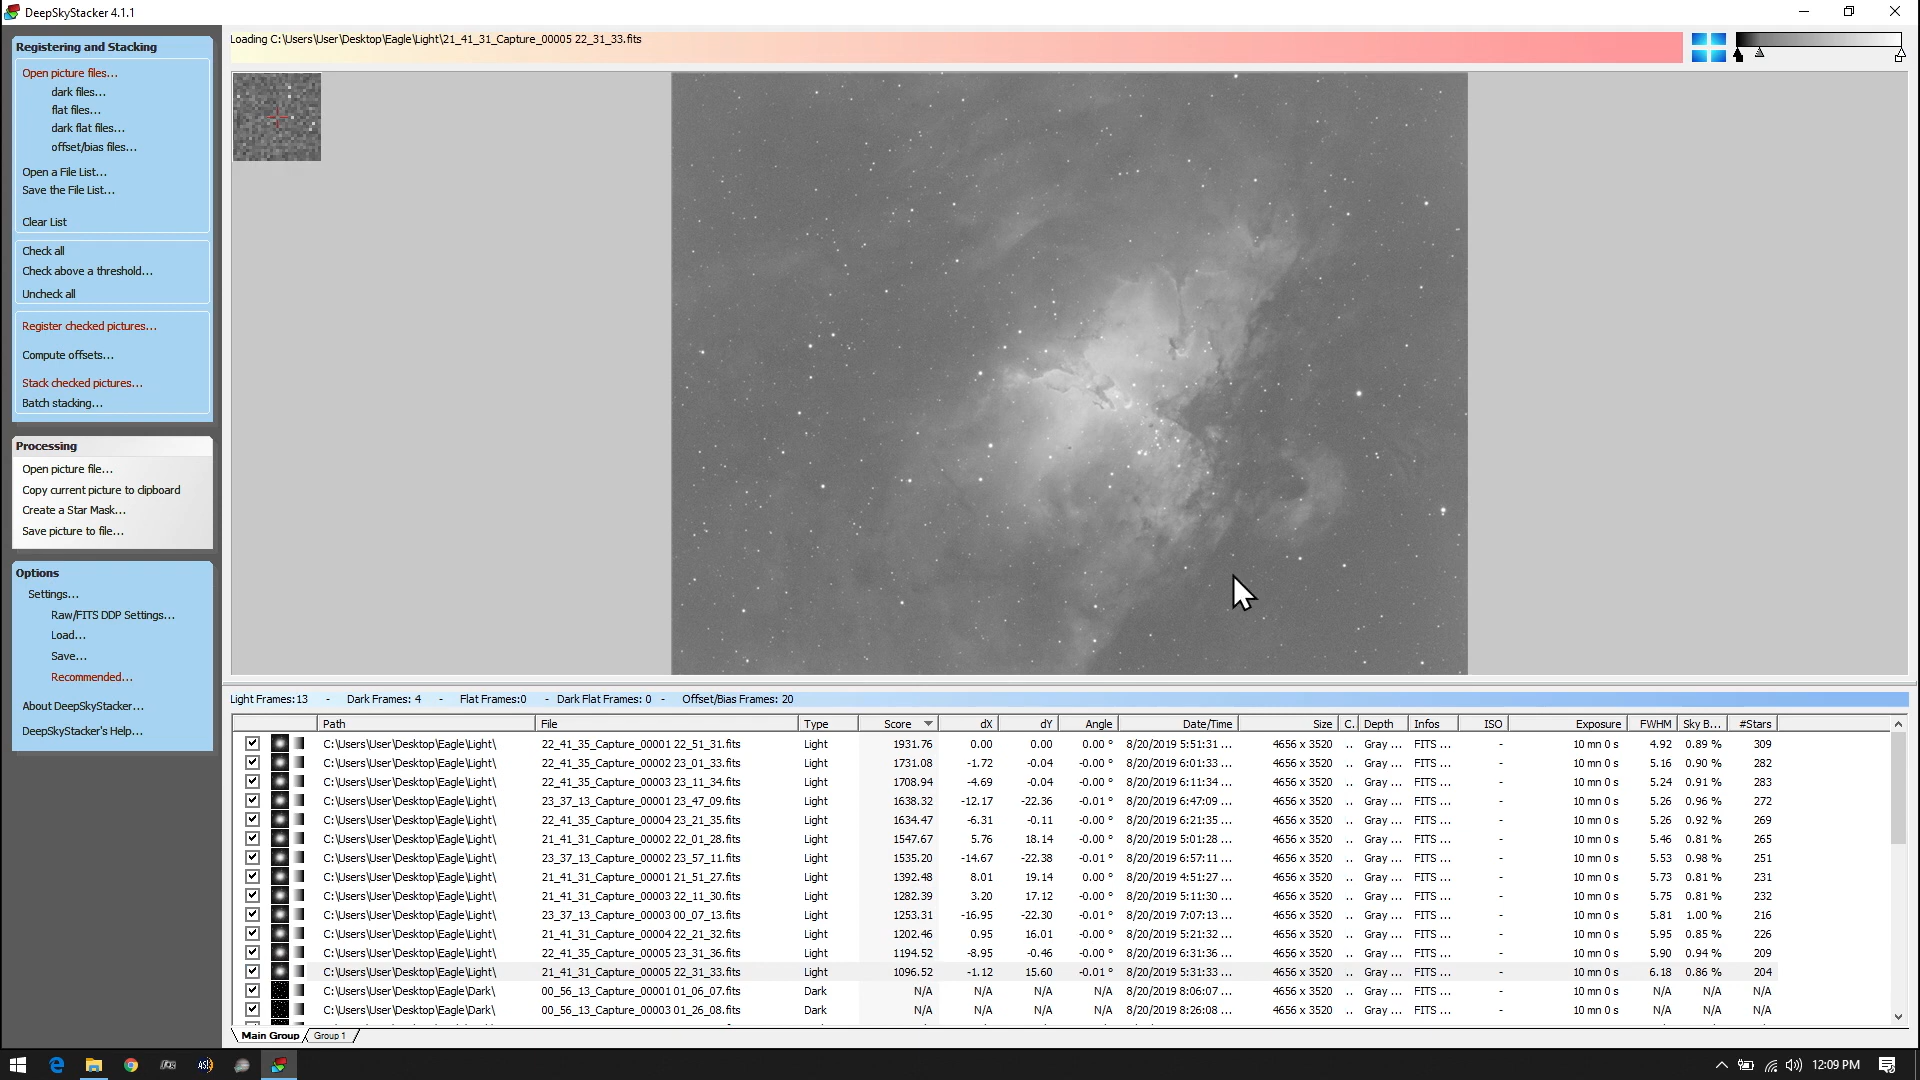 DeepSkyStacker 4.1.1
Registering and Stacking
Open picture files...
dark files...
flat files...
dark flat files...
offset/bias files...
Open a File List...
Save the File List...
Clear List
Check all
Check above a threshold...
Uncheck all
Register checked pictures...
Compute offsets...
Stack checked pictures...
Batch stacking...
Processing
Open picture file...
Copy current picture to clipboard
Create a Star Mask...
Save picture to file...
Options
Settings...
Raw/FITS DDP Settings...
Load...
Save...
Recommended...
About DeepSkyStacker...
DeepSkyStacker's Help...
Loading C:\Users\User\Desktop\Eagle\Light\21_41_31_Capture_00005 22_31_33.fits
Light Frames:13 - Dark Frames: 4 - Flat Frames:0 - Dark Flat Frames: 0 - Offset/Bias Frames: 20
Path File Type Score dX dY Angle Date/Time Size C. Depth Infos ISO Exposure FWHM Sky B... #Stars
C:\Users\User\Desktop\Eagle\Light\ 22_41_35_Capture_00001 22_51_31.fits Light 1931.76 0.00 0.00 0.00 ° 8/20/2019 5:51:31 ... 4656 x 3520 .. Gray ... FITS ... - 10 mn 0 s 4.92 0.89 % 309
C:\Users\User\Desktop\Eagle\Light\ 22_41_35_Capture_00002 23_01_33.fits Light 1731.08 -1.72 -0.04 -0.00 ° 8/20/2019 6:01:33 ... 4656 x 3520 .. Gray ... FITS ... - 10 mn 0 s 5.16 0.90 % 282
C:\Users\User\Desktop\Eagle\Light\ 22_41_35_Capture_00003 23_11_34.fits Light 1708.94 -4.69 -0.04 -0.00 ° 8/20/2019 6:11:34 ... 4656 x 3520 .. Gray ... FITS ... - 10 mn 0 s 5.24 0.91 % 283
C:\Users\User\Desktop\Eagle\Light\ 23_37_13_Capture_00001 23_47_09.fits Light 1638.32 -12.17 -22.36 -0.01 ° 8/20/2019 6:47:09 ... 4656 x 3520 .. Gray ... FITS ... - 10 mn 0 s 5.26 0.96 % 272
C:\Users\User\Desktop\Eagle\Light\ 22_41_35_Capture_00004 23_21_35.fits Light 1634.47 -6.31 -0.11 -0.00 ° 8/20/2019 6:21:35 ... 4656 x 3520 .. Gray ... FITS ... - 10 mn 0 s 5.26 0.92 % 269
C:\Users\User\Desktop\Eagle\Light\ 21_41_31_Capture_00002 22_01_28.fits Light 1547.67 5.76 18.14 -0.00 ° 8/20/2019 5:01:28 ... 4656 x 3520 .. Gray ... FITS ... - 10 mn 0 s 5.46 0.81 % 265
C:\Users\User\Desktop\Eagle\Light\ 23_37_13_Capture_00002 23_57_11.fits Light 1535.20 -14.67 -22.38 -0.01 ° 8/20/2019 6:57:11 ... 4656 x 3520 .. Gray ... FITS ... - 10 mn 0 s 5.53 0.98 % 251
C:\Users\User\Desktop\Eagle\Light\ 21_41_31_Capture_00001 21_51_27.fits Light 1392.48 8.01 19.14 0.00 ° 8/20/2019 4:51:27 ... 4656 x 3520 .. Gray ... FITS ... - 10 mn 0 s 5.73 0.81 % 231
C:\Users\User\Desktop\Eagle\Light\ 21_41_31_Capture_00003 22_11_30.fits Light 1282.39 3.20 17.12 -0.00 ° 8/20/2019 5:11:30 ... 4656 x 3520 .. Gray ... FITS ... - 10 mn 0 s 5.75 0.81 % 232
C:\Users\User\Desktop\Eagle\Light\ 23_37_13_Capture_00003 00_07_13.fits Light 1253.31 -16.95 -22.30 -0.01 ° 8/20/2019 7:07:13 ... 4656 x 3520 .. Gray ... FITS ... - 10 mn 0 s 5.81 1.00 % 216
C:\Users\User\Desktop\Eagle\Light\ 21_41_31_Capture_00004 22_21_32.fits Light 1202.46 0.95 16.01 -0.00 ° 8/20/2019 5:21:32 ... 4656 x 3520 .. Gray ... FITS ... - 10 mn 0 s 5.95 0.85 % 226
C:\Users\User\Desktop\Eagle\Light\ 22_41_35_Capture_00005 23_31_36.fits Light 1194.52 -8.95 -0.46 -0.00 ° 8/20/2019 6:31:36 ... 4656 x 3520 .. Gray ... FITS ... - 10 mn 0 s 5.90 0.94 % 209
C:\Users\User\Desktop\Eagle\Light\ 21_41_31_Capture_00005 22_31_33.fits Light 1096.52 -1.12 15.60 -0.01 ° 8/20/2019 5:31:33 ... 4656 x 3520 .. Gray ... FITS ... - 10 mn 0 s 6.18 0.86 % 204
C:\Users\User\Desktop\Eagle\Dark\ 00_56_13_Capture_00001 01_06_07.fits Dark N/A N/A N/A N/A 8/20/2019 8:06:07 ... 4656 x 3520 .. Gray ... FITS ... - 10 mn 0 s N/A N/A N/A
C:\Users\User\Desktop\Eagle\Dark\ 00_56_13_Capture_00003 01_26_08.fits Dark N/A N/A N/A N/A 8/20/2019 8:26:08 ... 4656 x 3520 .. Gray ... FITS ... - 10 mn 0 s N/A N/A N/A
Main Group Group 1
12:09 PM